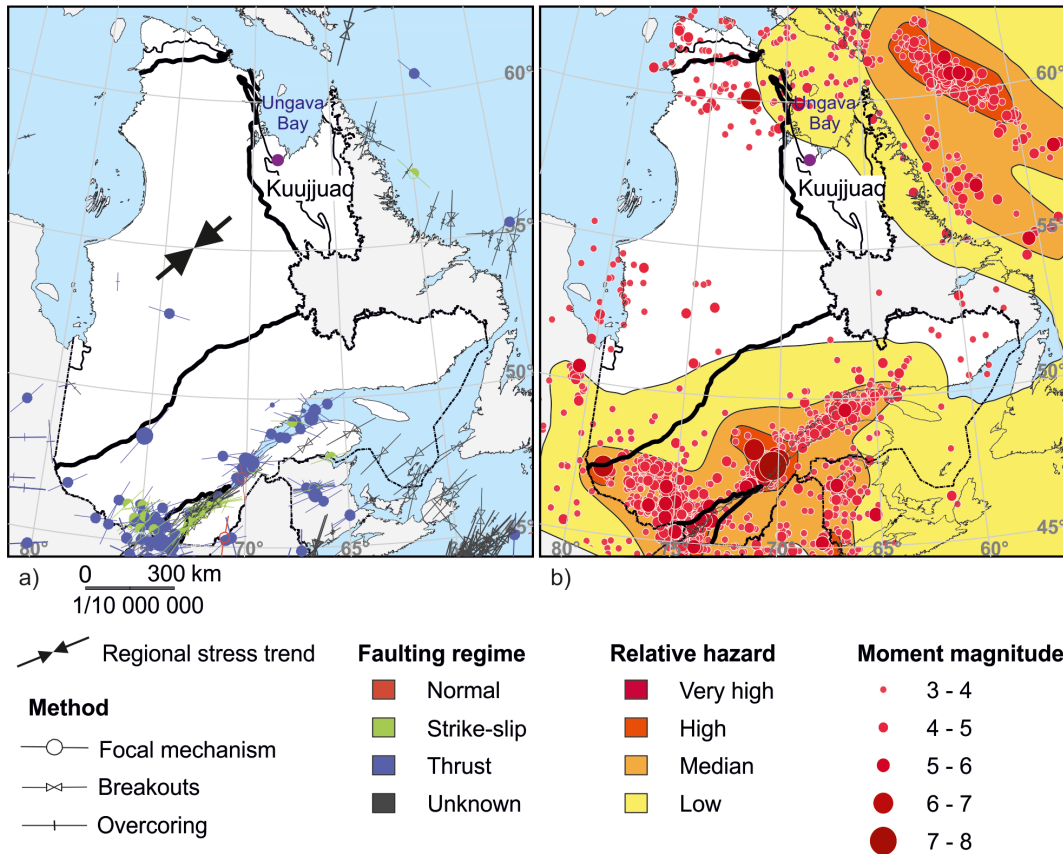 60°
Ungava
Bay
Kuujjuaq
55°
50°
45°
80°
70°
65°
60°
Ungava
Bay
Kuujjuaq
55°
50°
45°
80°
75°
70°
65°
60°
a)
0 300 km
1/10 000 000
b)
Regional stress trend
Method
Focal mechanism
Breakouts
Overcoring
Faulting regime
Normal
Strike-slip
Thrust
Unknown
Relative hazard
Very high
High
Median
Low
Moment magnitude
3 - 4
4 - 5
5 - 6
6 - 7
7 - 8